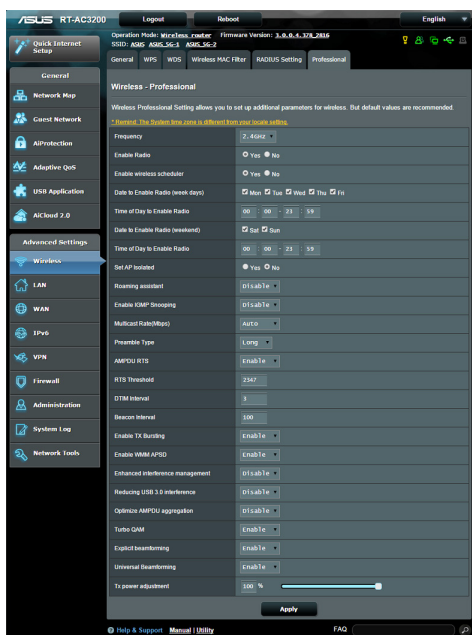 ASUS RT-AC3200
Logout
Reboot
English
Operation Mode: Wireless router Firmware Version: 3.0.0.4.378_2816
SSID: ASUS ASUS_5G-1 ASUS_5G-2
Quick Internet
Setup
General WPS WDS Wireless MAC Filter RADIUS Setting Professional
General
Network Map
Guest Network
AiProtection
Adaptive QoS
USB Application
AiCloud 2.0
Advanced Settings
Wireless
LAN
WAN
IPv6
VPN
Firewall
Administration
System Log
Network Tools
Wireless - Professional
Wireless Professional Setting allows you to set up additional parameters for wireless. But default values are recommended.
* Remind: The System time zone is different from your locale setting.
Frequency 2.4GHz
Enable Radio Yes No
Enable wireless scheduler Yes No
Date to Enable Radio (week days) Mon Tue Wed Thu Fri
Time of Day to Enable Radio 00 : 00 - 23 : 59
Date to Enable Radio (weekend) Sat Sun
Time of Day to Enable Radio 00 : 00 - 23 : 59
Set AP Isolated Yes No
Roaming assistant Disable
Enable IGMP Snooping Disable
Multicast Rate(Mbps) Auto
Preamble Type Long
AMPDU RTS Enable
RTS Threshold 2347
DTIM Interval 3
Beacon Interval 100
Enable TX Bursting Enable
Enable WMM APSD Enable
Enhanced interference management Disable
Reducing USB 3.0 interference Disable
Optimize AMPDU aggregation Disable
Turbo QAM Enable
Explicit beamforming Enable
Universal Beamforming Enable
Tx power adjustment 100 %
Apply
Help & Support Manual | Utility FAQ